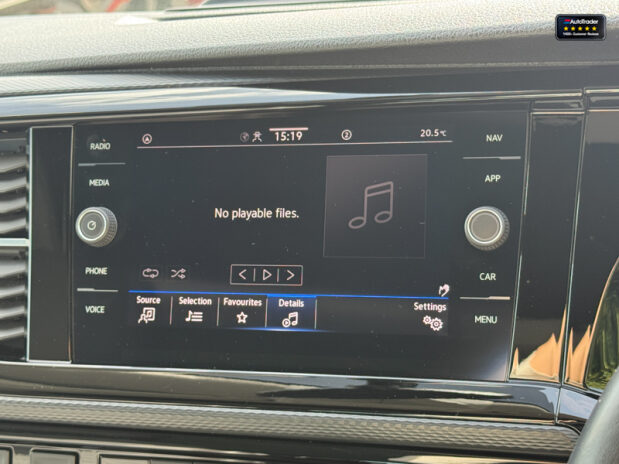 AutoTrader
RADIO
15:19
2
20.5°C
NAV
MEDIA
APP
No playable files.
PHONE
CAR
VOICE
Source
Selection
Favourites
Details
Settings
MENU